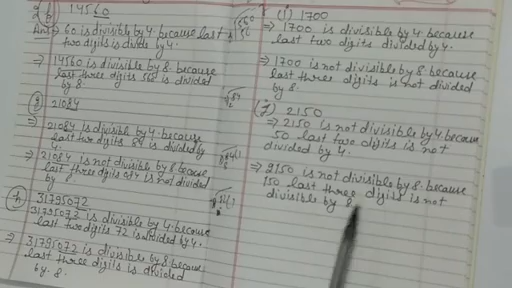 (f) 14560
Ans→ 60 is divisible by 4 because last
two digits is divide by 4.
⇒ 14560 is divisible by 8 because
last three digits 560 is divided
by 8.
(g) 21084
⇒ 21084 is divisible by 4 because
last two digits 84 is divided by
4.
⇒ 21084 is not divisible by 8 because
last three digits 084 is not divided
by 8.
(h) 31795072
31795072 is divisible by 4 because
last two digits 72 is divided by 4.
⇒ 31795072 is divisible by 8 because
last three digits is divided
by 8.
(i) 1700
⇒ 1700 is divisible by 4 because
last two digits divided by 4.
⇒ 1700 is not divisible by 8 because
last three digits is not divided
by 8.
(j) 2150
⇒ 2150 is not divisible by 4 because
50 last two digits is not
divided by 4.
⇒ 2150 is not divisible by 8 because
150 last three digits is not
divisible by 8.